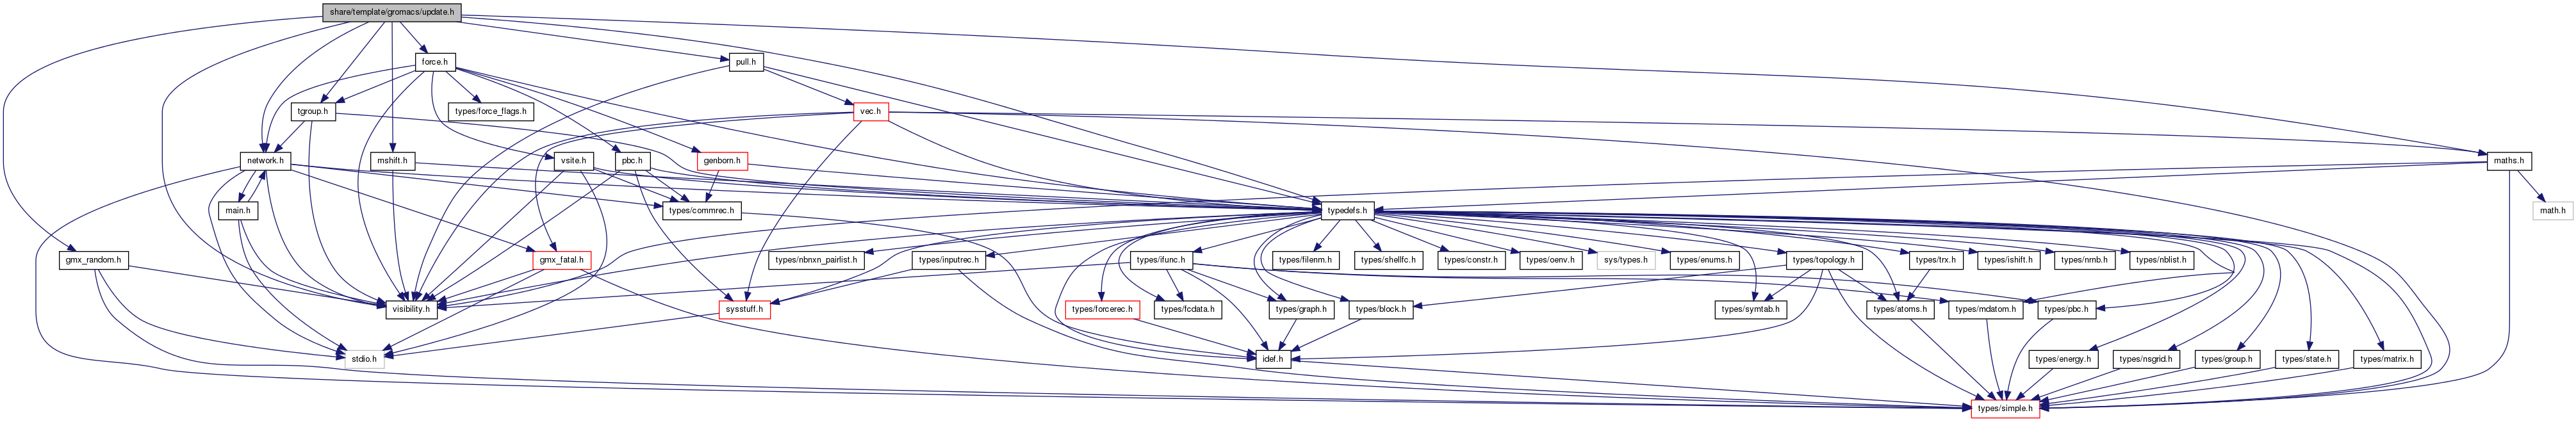 share/template/gromacs/update.h
force.h
pull.h
tgroup.h
types/force_flags.h
vec.h
network.h
mshift.h
vsite.h
pbc.h
genborn.h
maths.h
main.h
types/commrec.h
typedefs.h
math.h
gmx_random.h
gmx_fatal.h
types/nbnxn_pairlist.h
types/inputrec.h
types/ifunc.h
types/filenm.h
types/shellfc.h
types/constr.h
types/oenv.h
sys/types.h
types/enums.h
types/topology.h
types/trx.h
types/ishift.h
types/nrnb.h
types/nblist.h
visibility.h
sysstuff.h
types/forcerec.h
types/fcdata.h
types/graph.h
types/block.h
types/symtab.h
types/atoms.h
types/mdatom.h
types/pbc.h
stdio.h
idef.h
types/energy.h
types/nsgrid.h
types/group.h
types/state.h
types/matrix.h
types/simple.h